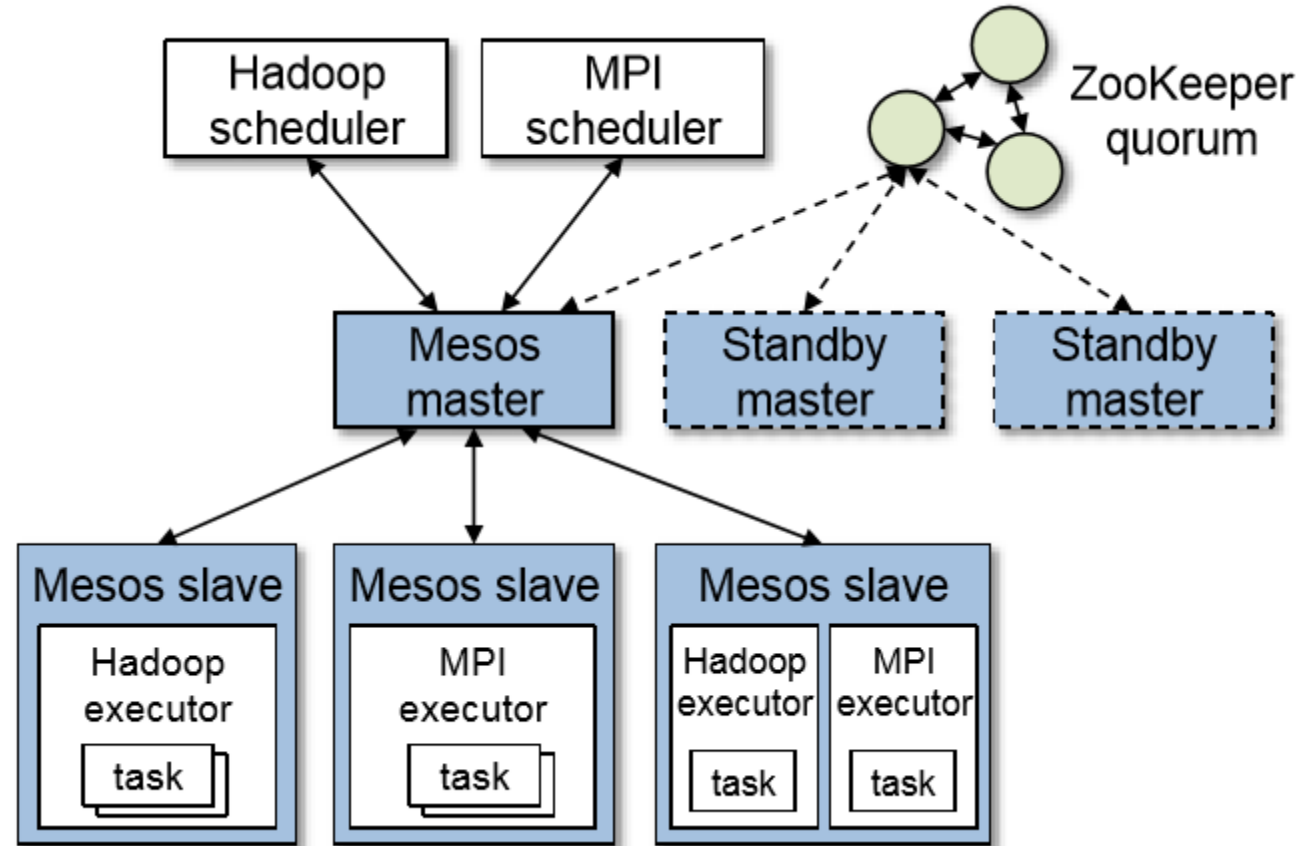 Hadoop
scheduler
MPI
scheduler
ZooKeeper
quorum
Mesos
master
Standby
master
Standby
master
Mesos slave
Hadoop
executor
task
Mesos slave
MPI
executor
task
Mesos slave
Hadoop
executor
task
MPI
executor
task